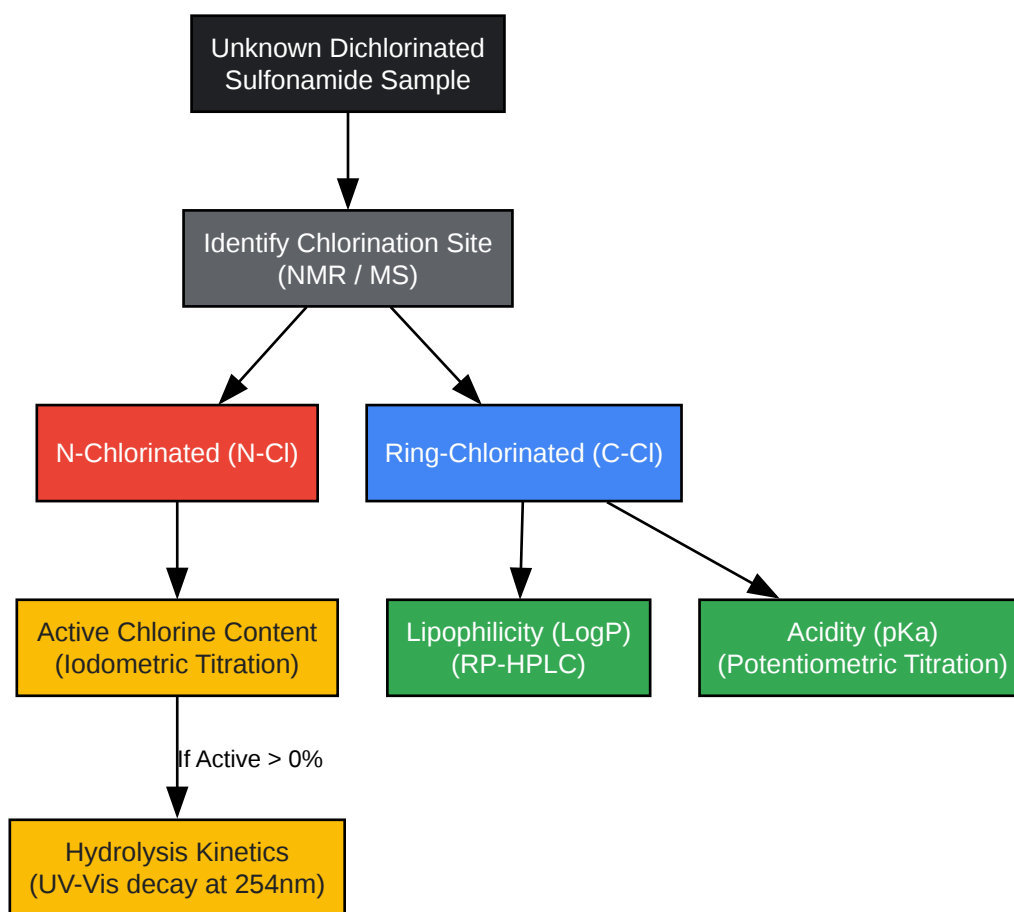 Unknown Dichlorinated
Sulfonamide Sample
Identify Chlorination Site
(NMR / MS)
N-Chlorinated (N-Cl)
Ring-Chlorinated (C-Cl)
Active Chlorine Content
(Iodometric Titration)
Lipophilicity (LogP)
(RP-HPLC)
Acidity (pKa)
(Potentiometric Titration)
If Active > 0%
Hydrolysis Kinetics
(UV-Vis decay at 254nm)